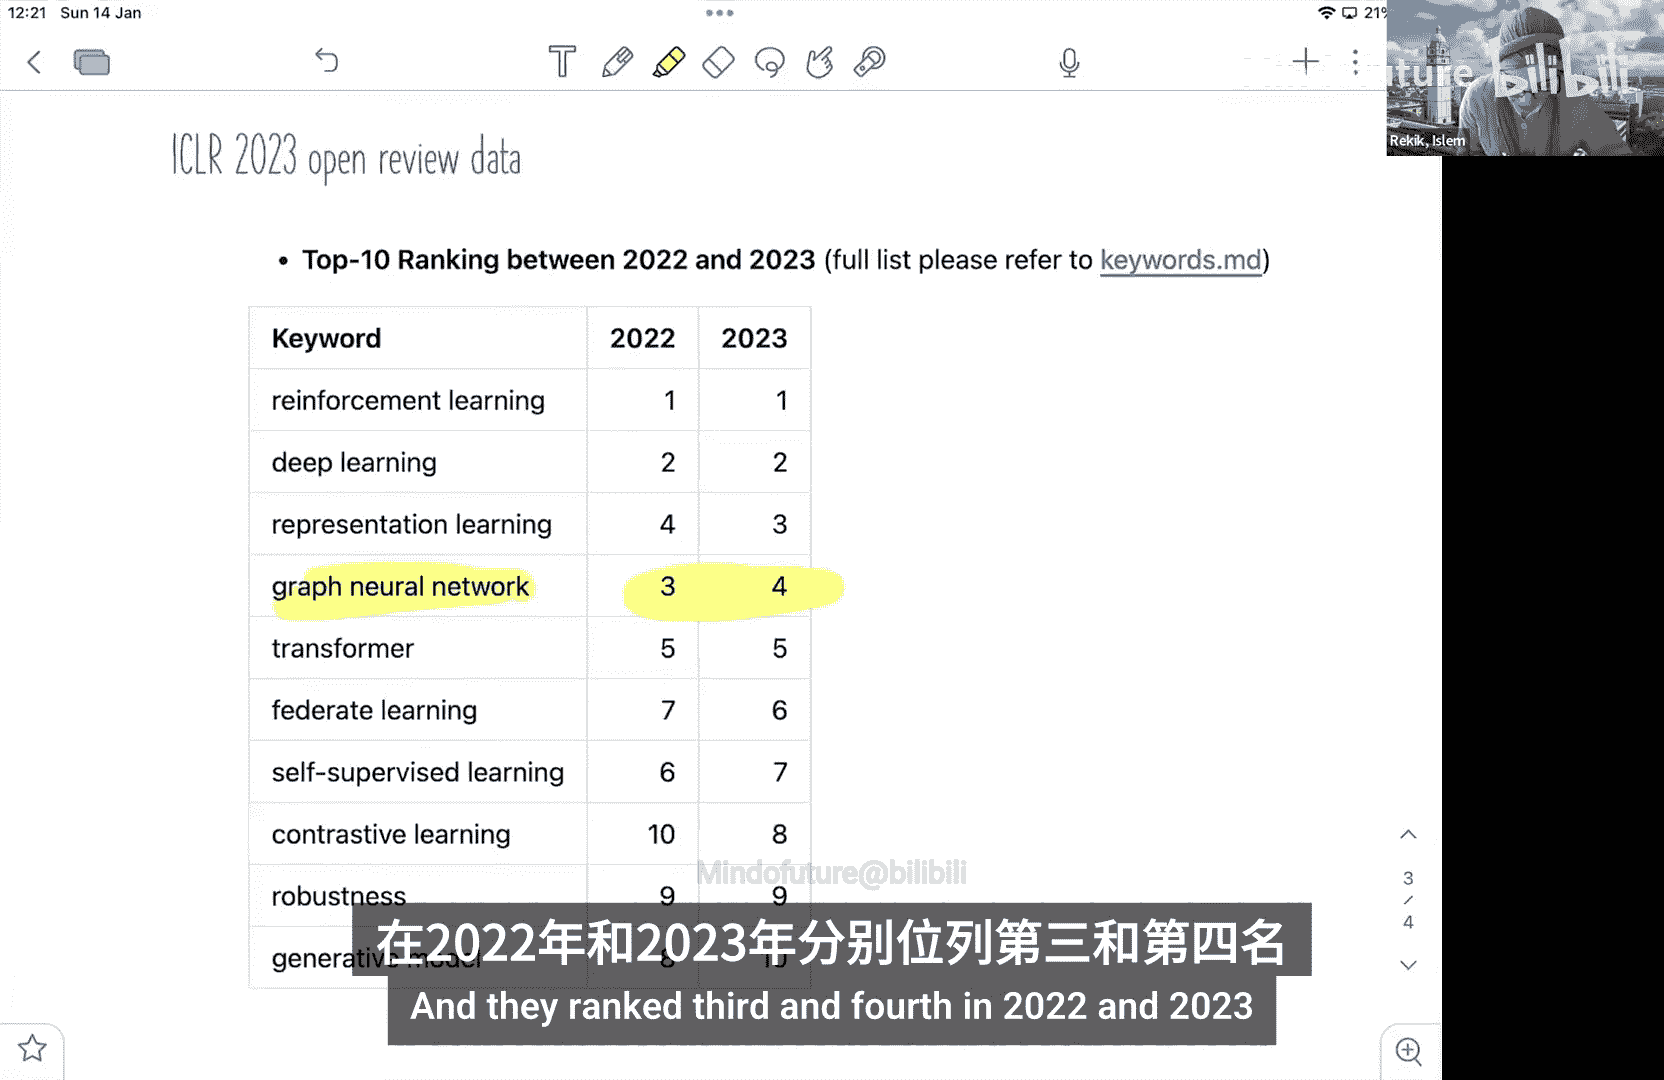 12:21 Sun 14 Jan
21%
bilibili
Rekik, Islem
ICLR 2023 open review data
• Top-10 Ranking between 2022 and 2023 (full list please refer to keywords.md)
Keyword 2022 2023
reinforcement learning 1 1
deep learning 2 2
representation learning 4 3
graph neural network 3 4
transformer 5 5
federate learning 7 6
self-supervised learning 6 7
contrastive learning 10 8
Mindofuture@bilibili
robustness 9 9
generative model 8 10
3
/
4
在2022年和2023年分别位列第三和第四名
And they ranked third and fourth in 2022 and 2023